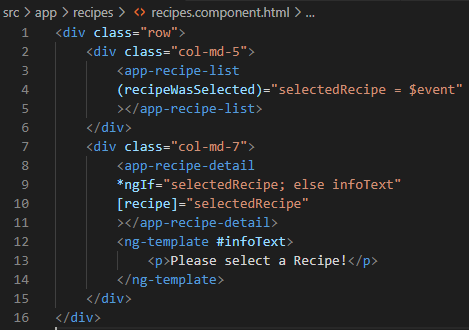 src > app > recipes > <> recipes.component.html > ...
1 <div class="row">
2     <div class="col-md-5">
3         <app-recipe-list
4         (recipeWasSelected)="selectedRecipe = $event"
5         ></app-recipe-list>
6     </div>
7     <div class="col-md-7">
8         <app-recipe-detail
9         *ngIf="selectedRecipe; else infoText"
10         [recipe]="selectedRecipe"
11         ></app-recipe-detail>
12         <ng-template #infoText>
13             <p>Please select a Recipe!</p>
14         </ng-template>
15     </div>
16 </div>